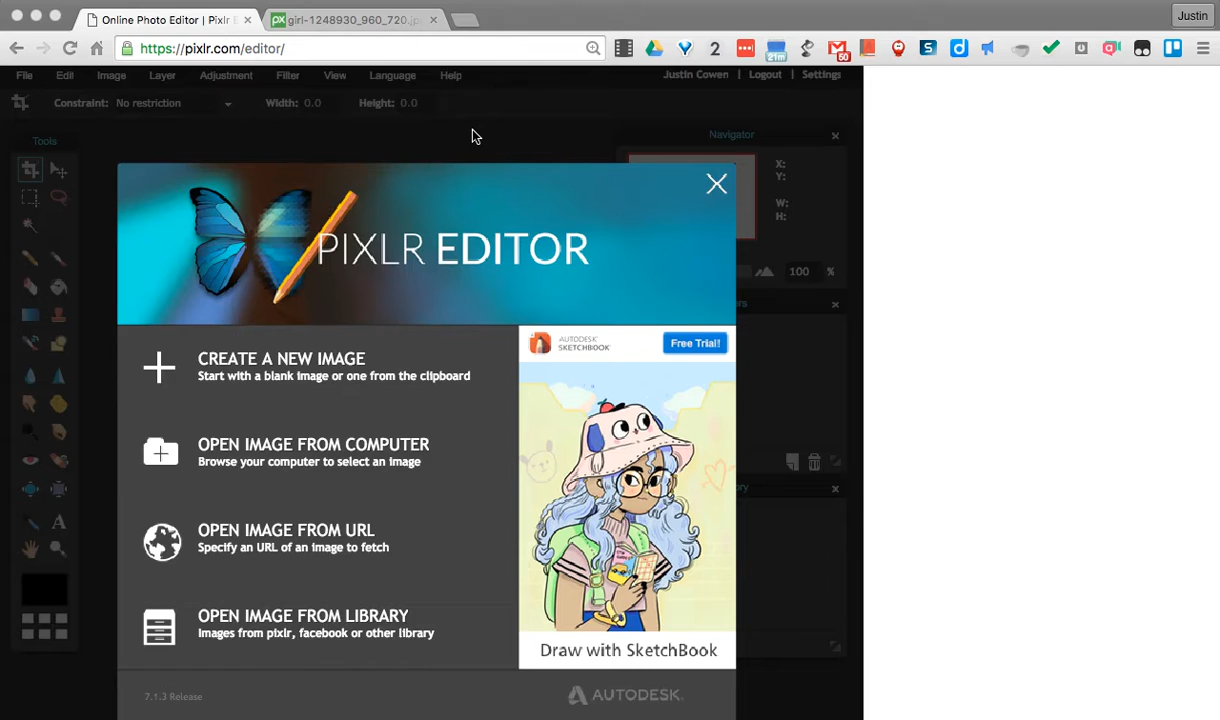 Online Photo Editor | Pixlr E
girl-1248930_960_720.jp
Justin
https://pixlr.com/editor/
2
21m
50
S
d
File Edit Image Layer Adjustment Filter View Language Help
Justin Cowen Logout Settings
Constraint: No restriction Width: 0.0 Height: 0.0
Tools
Navigator
X:
Y:
W:
H:
100 %
PIXLR EDITOR
CREATE A NEW IMAGE
Start with a blank image or one from the clipboard
OPEN IMAGE FROM COMPUTER
Browse your computer to select an image
OPEN IMAGE FROM URL
Specify an URL of an image to fetch
OPEN IMAGE FROM LIBRARY
Images from pixlr, facebook or other library
AUTODESK
SKETCHBOOK
Free Trial!
Draw with SketchBook
7.1.3 Release
AUTODESK.
A